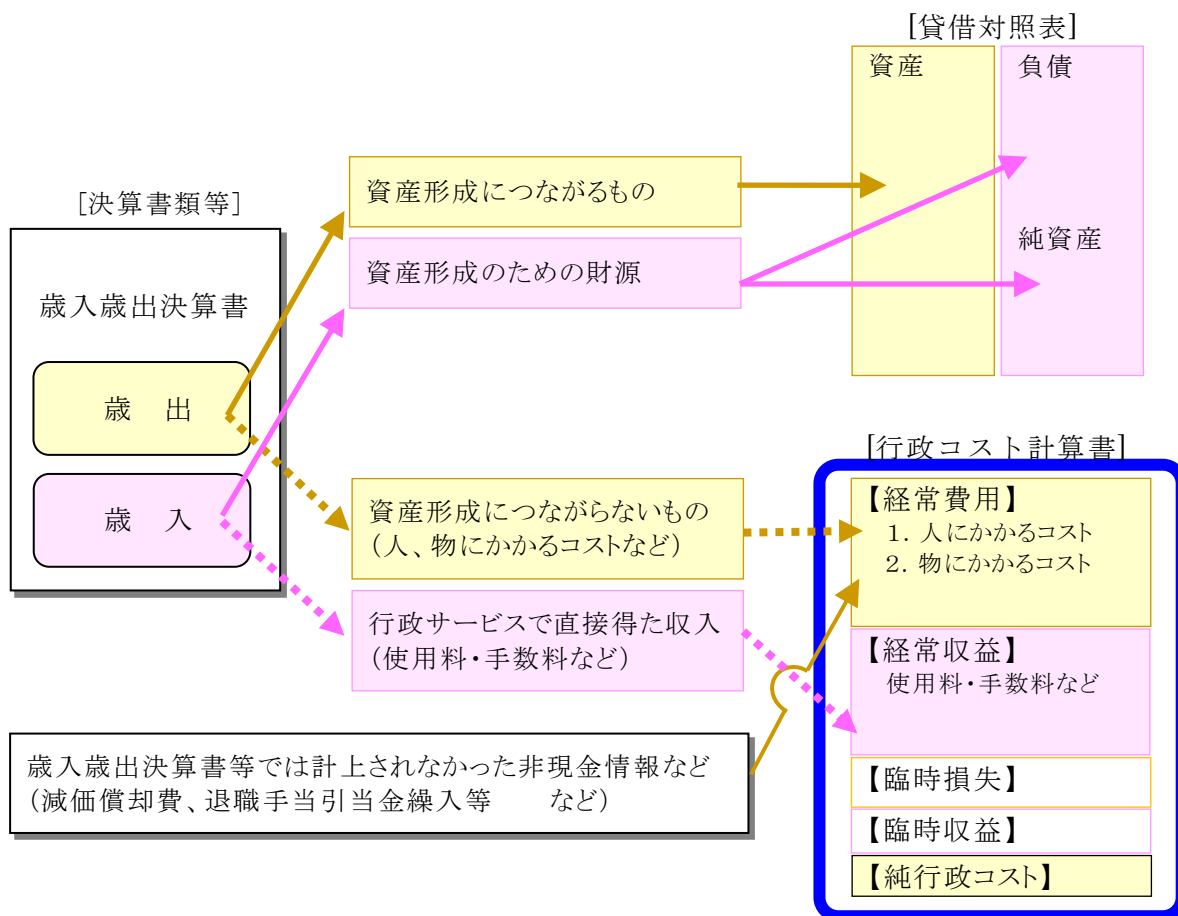 [貸借対照表]
資産
負債
純資産
[決算書類等]
歳入歳出決算書
歳　出
歳　入
資産形成につながるもの
資産形成のための財源
資産形成につながらないもの
（人、物にかかるコストなど）
行政サービスで直接得た収入
（使用料・手数料など）
歳入歳出決算書等では計上されなかった非現金情報など
（減価償却費、退職手当引当金繰入等　　など）
[行政コスト計算書]
【経常費用】
1. 人にかかるコスト
2. 物にかかるコスト
【経常収益】
使用料・手数料など
【臨時損失】
【臨時収益】
【純行政コスト】